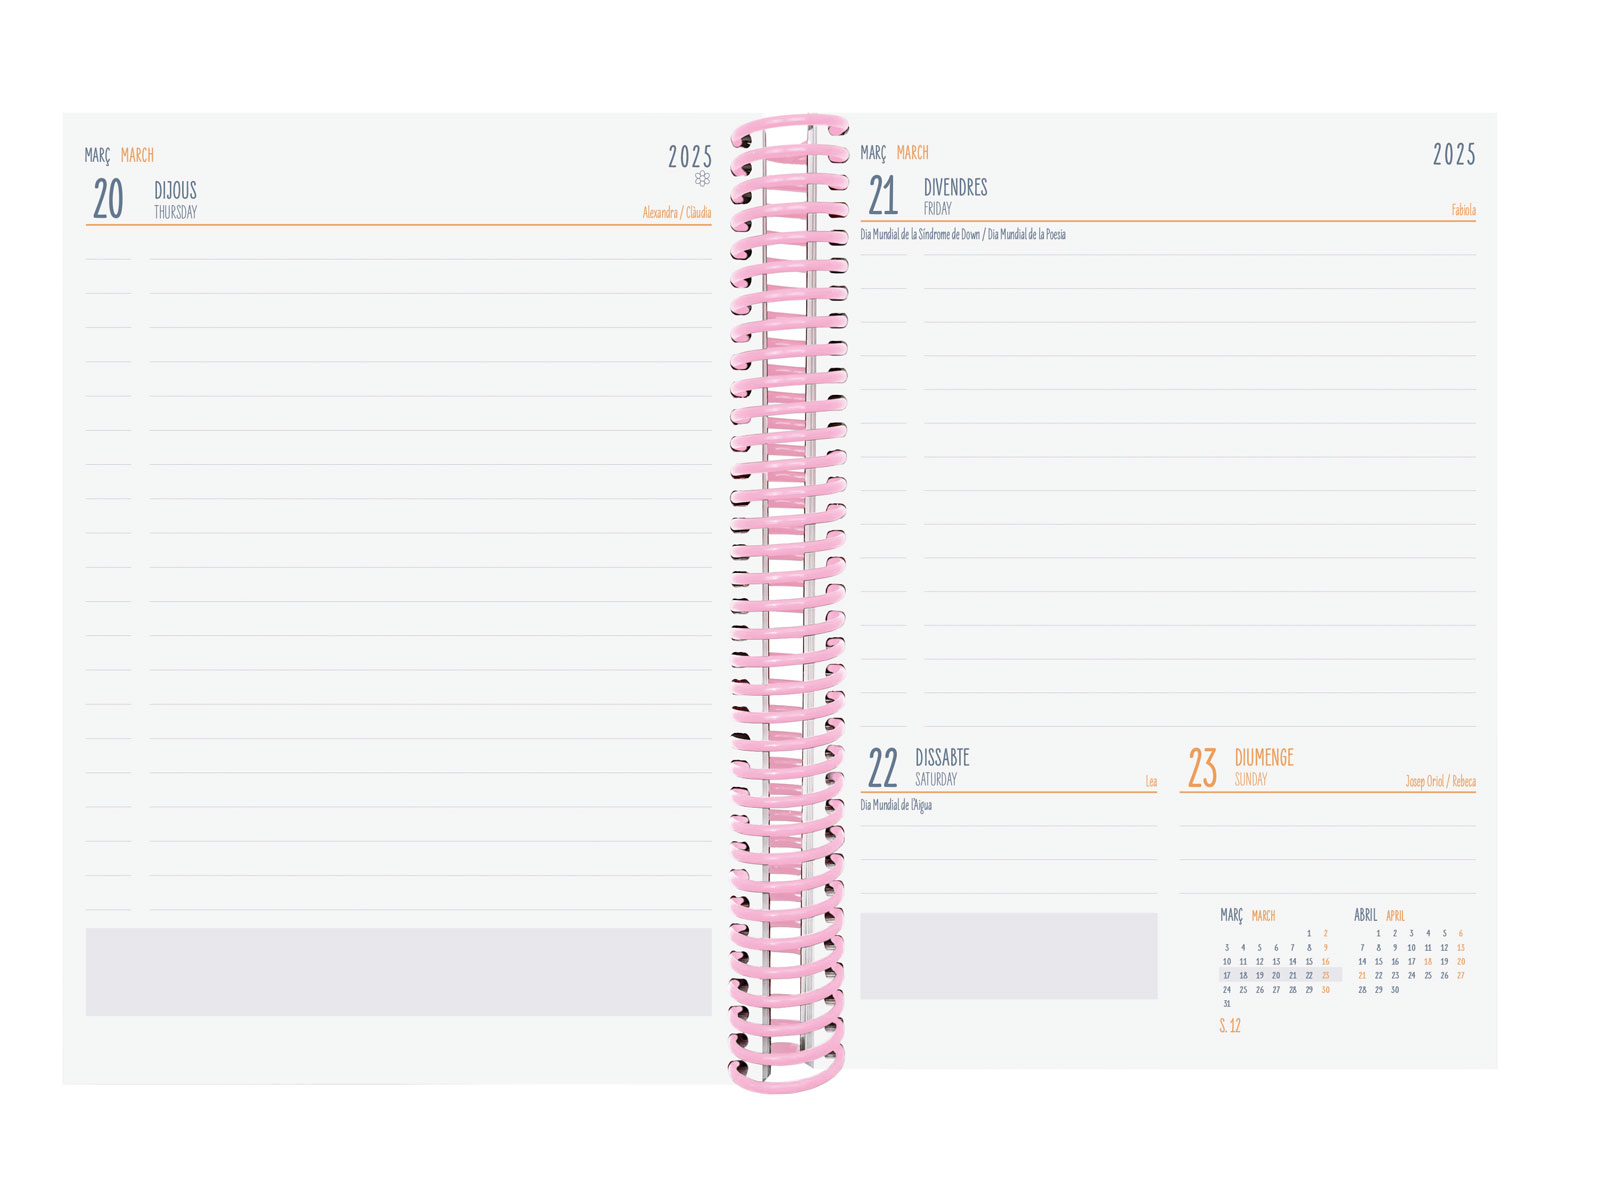 MARÇ MARCH 2025
20 DIJOUS
THURSDAY Alexandra / Clàudia
MARÇ MARCH 2025
21 DIVENDRES
FRIDAY Fabiola
Dia Mundial de la Síndrome de Down / Dia Mundial de la Poesia
22 DISSABTE
SATURDAY Lea
Dia Mundial de l'Aigua
23 DIUMENGE
SUNDAY Josep Oriol / Rebeca
MARÇ MARCH
1 2
3 4 5 6 7 8 9
10 11 12 13 14 15 16
17 18 19 20 21 22 23
24 25 26 27 28 29 30
31
S. 12
ABRIL APRIL
1 2 3 4 5 6
7 8 9 10 11 12 13
14 15 16 17 18 19 20
21 22 23 24 25 26 27
28 29 30